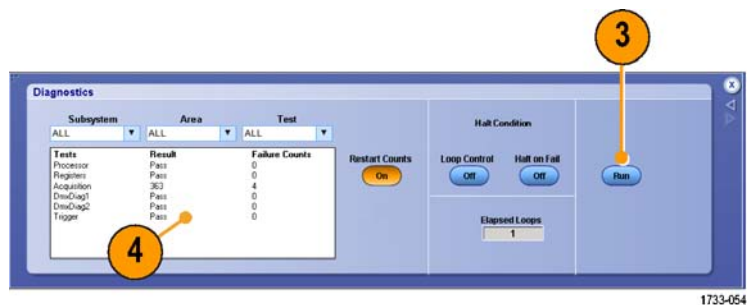 3
X
Diagnostics
Subsystem Area Test
ALL ALL ALL
Halt Condition
Tests Result Failure Counts
Processor Pass 0
Registers Pass 0
Acquisition 363 4
DmxDiag1 Pass 0
DmxDiag2 Pass 0
Trigger Pass 0
Restart Counts
On
Loop Control Halt on Fail
Off Off
Run
Elapsed Loops
1
4
1733-054